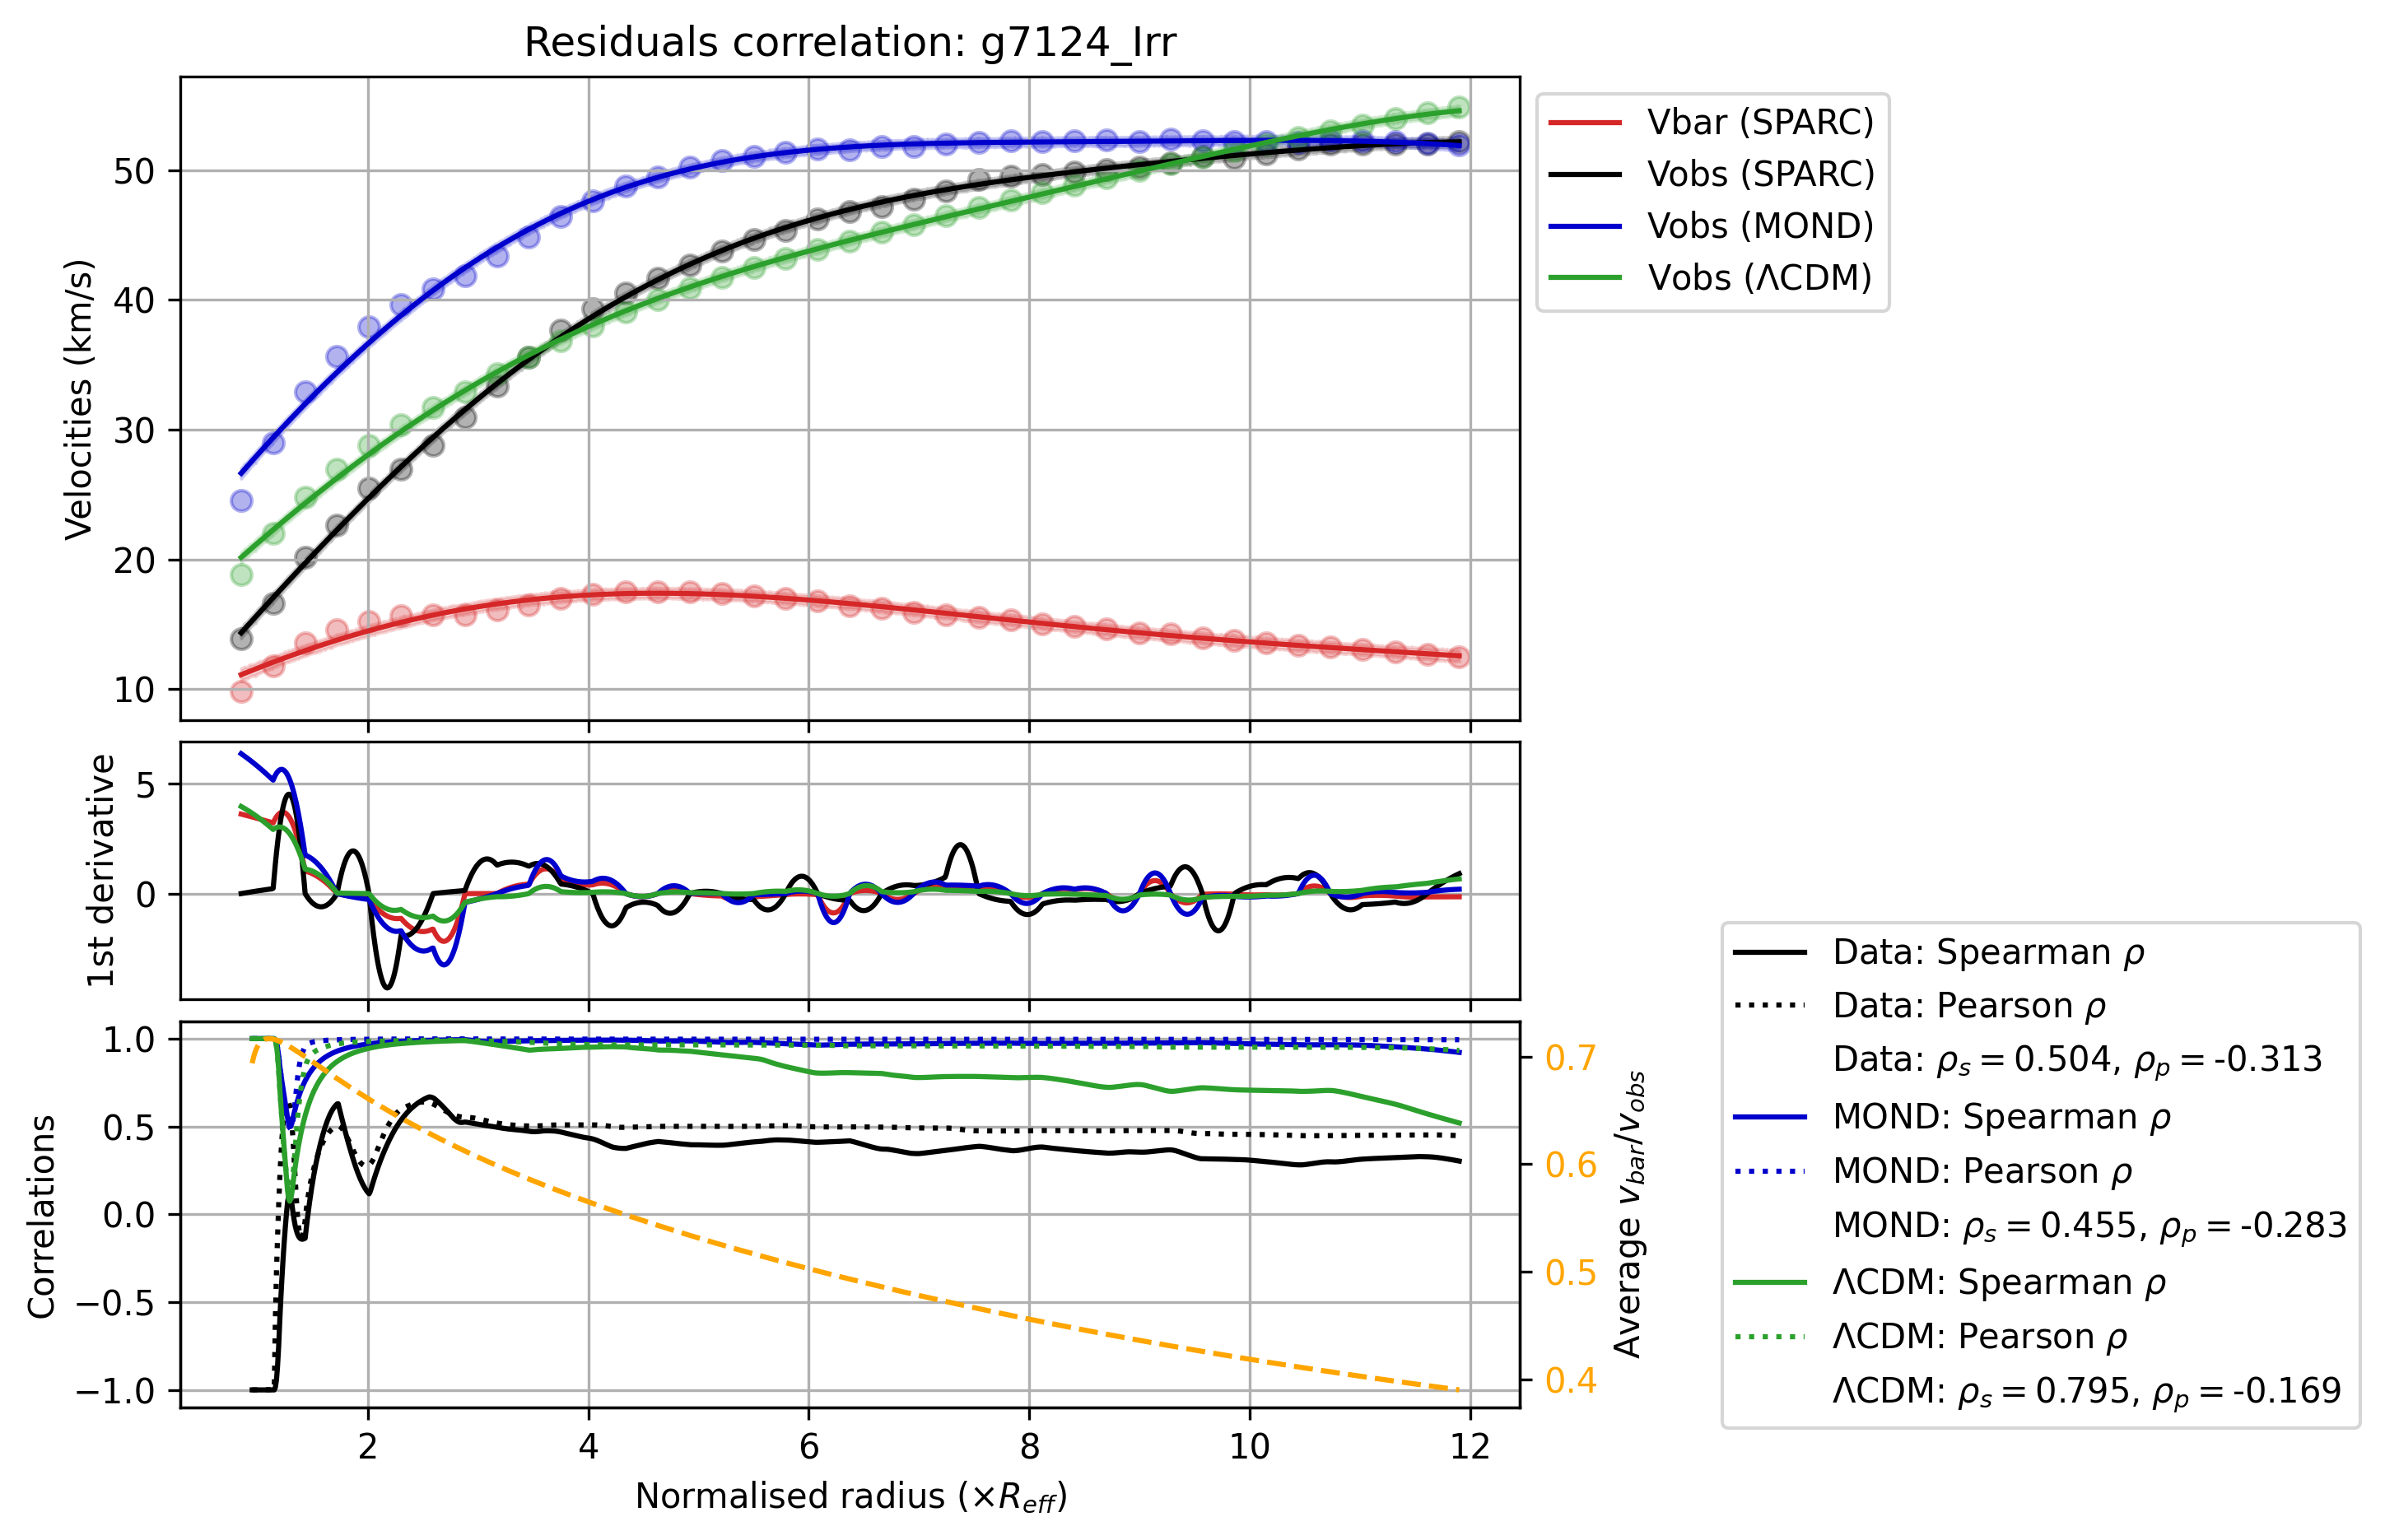 Residuals correlation: g7124_Irr
Velocities (km/s)
50
40
30
20
10
Vbar (SPARC)
Vobs (SPARC)
Vobs (MOND)
Vobs (ΛCDM)
1st derivative
5
0
Correlations
1.0
0.5
0.0
−0.5
−1.0
0.7
0.6
0.5
0.4
Average v_bar/v_obs
2 4 6 8 10 12
Normalised radius (×R_eff)
Data: Spearman ρ
Data: Pearson ρ
Data: ρ_s = 0.504, ρ_p = -0.313
MOND: Spearman ρ
MOND: Pearson ρ
MOND: ρ_s = 0.455, ρ_p = -0.283
ΛCDM: Spearman ρ
ΛCDM: Pearson ρ
ΛCDM: ρ_s = 0.795, ρ_p = -0.169